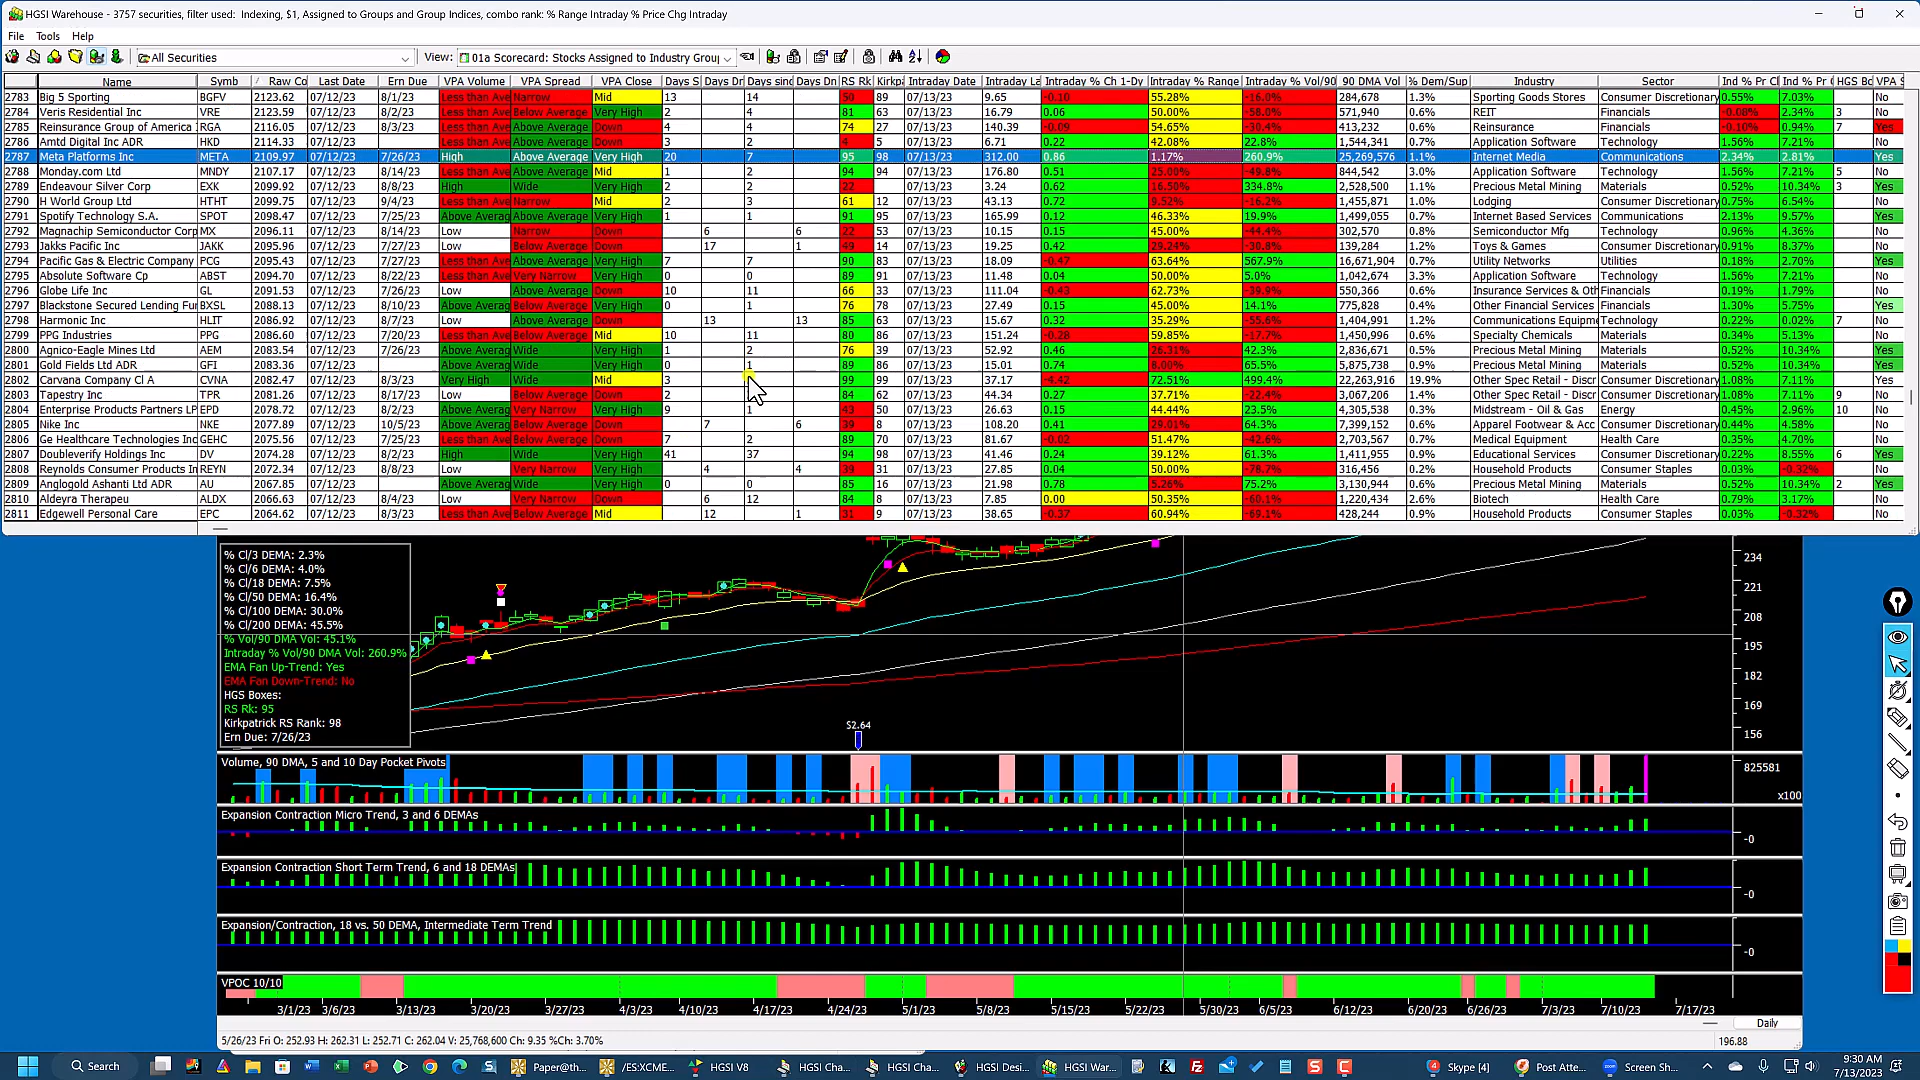 HGSI Warehouse - 3757 securities, filter used: Indexing, $1, Assigned to Groups and Group Indices, combo rank: % Range Intraday % Price Chg Intraday
File Tools Help
All Securities View: 01a Scorecard: Stocks Assigned to Industry Grou
Name Symb Raw Co Last Date Ern Due VPA Volume VPA Spread VPA Close Days S Days Dr Days sinc Days Dn RS Rk Kirkp Intraday Date Intraday La Intraday % Ch 1-Dy Intraday % Range Intraday % Vol/90 90 DMA Vol % Dem/Sup Industry Sector Ind % Pr Cl Ind % Pr HGS Bo VPA S
2783 Big 5 Sporting BGFV 2123.62 07/12/23 8/1/23 Less than Ave Narrow Mid 13 14 50 89 07/13/23 9.65 -0.10 55.28% -16.0% 284,678 1.3% Sporting Goods Stores Consumer Discretionary 0.55% 7.03% No
2784 Veris Residential Inc VRE 2123.59 07/12/23 8/2/23 Less than Ave Below Average Very High 2 4 81 63 07/13/23 16.79 0.06 50.00% -58.0% 571,940 0.6% REIT Financials -0.08% 2.34% 3 No
2785 Reinsurance Group of America RGA 2116.05 07/12/23 8/3/23 Less than Ave Above Average Down 4 4 74 27 07/13/23 140.39 -0.09 54.65% -30.4% 413,232 0.6% Reinsurance Financials -0.10% 0.94% 7 Yes
2786 Amtd Digital Inc ADR HKD 2114.33 07/12/23 Less than Ave Above Average Down 3 2 4 5 07/13/23 6.71 0.22 42.08% 22.8% 1,544,341 0.7% Application Software Technology 1.56% 7.21% No
2787 Meta Platforms Inc META 2109.97 07/12/23 7/26/23 High Above Average Very High 20 7 95 98 07/13/23 312.00 0.86 1.17% 260.9% 25,269,576 1.1% Internet Media Communications 2.34% 2.81% Yes
2788 Monday.com Ltd MNDY 2107.17 07/12/23 8/14/23 Less than Ave Above Average Mid 1 2 94 94 07/13/23 176.80 0.51 25.00% -49.8% 844,542 3.0% Application Software Technology 1.56% 7.21% 5 No
2789 Endeavour Silver Corp EXK 2099.92 07/12/23 8/8/23 High Wide Very High 2 2 22 07/13/23 3.24 0.62 16.50% 334.8% 2,528,500 1.1% Precious Metal Mining Materials 0.52% 10.34% 3 Yes
2790 H World Group Ltd HTHT 2099.75 07/12/23 9/4/23 Less than Ave Narrow Mid 2 3 61 12 07/13/23 43.13 0.72 9.52% -16.2% 1,455,871 1.0% Lodging Consumer Discretionary 0.75% 6.54% No
2791 Spotify Technology S.A. SPOT 2098.47 07/12/23 7/25/23 Above Averag Above Average Very High 1 1 91 95 07/13/23 165.99 0.12 46.33% 19.9% 1,499,055 0.7% Internet Based Services Communications 2.13% 9.57% Yes
2792 Magnachip Semiconductor Corp MX 2096.11 07/12/23 8/14/23 Low Narrow Down 6 6 22 53 07/13/23 10.15 0.15 45.00% -44.4% 302,570 0.8% Semiconductor Mfg Technology 0.96% 4.36% No
2793 Jakks Pacific Inc JAKK 2095.96 07/12/23 7/27/23 Low Below Average Down 17 1 49 14 07/13/23 19.25 0.42 29.24% -30.8% 139,284 1.2% Toys & Games Consumer Discretionary 0.91% 8.37% No
2794 Pacific Gas & Electric Company PCG 2095.43 07/12/23 7/27/23 Less than Ave Below Average Very High 7 7 90 83 07/13/23 18.09 -0.47 63.64% 567.9% 16,671,904 0.7% Utility Networks Utilities 0.18% 2.70% Yes
2795 Absolute Software Cp ABST 2094.70 07/12/23 8/22/23 Less than Ave Very Narrow Very High 0 0 89 91 07/13/23 11.48 0.04 50.00% 5.0% 1,042,674 3.3% Application Software Technology 1.56% 7.21% No
2796 Globe Life Inc GL 2091.53 07/12/23 7/26/23 Low Above Average Down 10 11 66 33 07/13/23 111.04 -0.43 62.73% -39.9% 550,366 0.6% Insurance Services & Oth Financials 0.19% 1.79% No
2797 Blackstone Secured Lending Fu BXSL 2088.13 07/12/23 8/10/23 Above Averag Below Average Very High 0 1 76 78 07/13/23 27.49 0.15 45.00% 14.1% 775,828 0.4% Other Financial Services Financials 1.30% 5.75% Yes
2798 Harmonic Inc HLIT 2086.92 07/12/23 8/7/23 Low Above Average Down 13 13 85 63 07/13/23 15.67 0.32 35.29% -55.6% 1,404,991 1.2% Communications Equipm Technology 0.22% 0.02% 7 No
2799 PPG Industries PPG 2086.60 07/12/23 7/20/23 Less than Ave Below Average Mid 10 11 80 86 07/13/23 151.24 -0.28 59.85% -17.7% 1,450,996 0.6% Specialty Chemicals Materials 0.34% 5.13% No
2800 Agnico-Eagle Mines Ltd AEM 2083.54 07/12/23 7/26/23 Above Averag Wide Very High 1 2 76 39 07/13/23 52.92 0.46 26.31% 42.3% 2,836,671 0.5% Precious Metal Mining Materials 0.52% 10.34% Yes
2801 Gold Fields Ltd ADR GFI 2083.36 07/12/23 Above Averag Wide Very High 0 1 89 86 07/13/23 15.01 0.74 8.00% 65.5% 5,875,738 0.9% Precious Metal Mining Materials 0.52% 10.34% Yes
2802 Carvana Company Cl A CVNA 2082.47 07/12/23 8/3/23 Very High Wide Mid 3 99 99 07/13/23 37.17 -4.42 72.51% 499.4% 22,263,916 19.9% Other Spec Retail - Discr Consumer Discretionary 1.08% 7.11% Yes
2803 Tapestry Inc TPR 2081.26 07/12/23 8/17/23 Low Below Average Down 2 84 62 07/13/23 44.34 0.27 37.71% -22.4% 3,067,206 1.4% Other Spec Retail - Discr Consumer Discretionary 1.08% 7.11% 9 No
2804 Enterprise Products Partners LP EPD 2078.72 07/12/23 8/2/23 Above Averag Very Narrow Very High 9 1 43 50 07/13/23 26.63 0.15 44.44% 23.5% 4,305,538 0.3% Midstream - Oil & Gas Energy 0.45% 2.96% 10 No
2805 Nike Inc NKE 2077.89 07/12/23 10/5/23 Above Averag Below Average Down 7 6 39 8 07/13/23 108.20 0.41 29.01% 64.3% 7,399,152 0.6% Apparel Footwear & Acc Consumer Discretionary 0.44% 4.58% No
2806 Ge Healthcare Technologies Inc GEHC 2075.56 07/12/23 7/25/23 Less than Ave Below Average Down 7 2 89 70 07/13/23 81.67 -0.02 51.47% -42.6% 2,703,567 0.7% Medical Equipment Health Care 0.35% 4.70% No
2807 Doubleverify Holdings Inc DV 2074.28 07/12/23 8/2/23 High Wide Very High 41 37 94 98 07/13/23 41.46 0.24 39.12% 61.3% 1,411,955 0.9% Educational Services Consumer Discretionary 0.22% 8.55% 6 Yes
2808 Reynolds Consumer Products In REYN 2072.34 07/12/23 8/8/23 Low Very Narrow Very High 4 4 39 31 07/13/23 27.85 0.04 50.00% -78.7% 316,456 0.2% Household Products Consumer Staples 0.03% -0.32% No
2809 Anglogold Ashanti Ltd ADR AU 2067.85 07/12/23 Above Averag Wide Very High 0 0 85 16 07/13/23 21.98 0.78 5.26% 75.2% 3,130,944 0.6% Precious Metal Mining Materials 0.52% 10.34% 2 Yes
2810 Aldeyra Therapeu ALDX 2066.63 07/12/23 8/4/23 Low Very Narrow Down 6 12 84 8 07/13/23 7.85 0.00 50.35% -60.1% 1,220,434 2.6% Biotech Health Care 0.79% 3.17% No
2811 Edgewell Personal Care EPC 2064.62 07/12/23 8/3/23 Less than Ave Below Average Mid 12 1 31 9 07/13/23 38.65 -0.37 60.94% -69.1% 428,244 0.9% Household Products Consumer Staples 0.03% -0.32% No
% Cl/3 DEMA: 2.3%
% Cl/6 DEMA: 4.0%
% Cl/18 DEMA: 7.5%
% Cl/50 DEMA: 16.4%
% Cl/100 DEMA: 30.0%
% Cl/200 DEMA: 45.5%
% Vol/90 DMA Vol: 45.1%
Intraday % Vol/90 DMA Vol: 260.9%
EMA Fan Up-Trend: Yes
EMA Fan Down-Trend: No
HGS Boxes:
RS Rk: 95
Kirkpatrick RS Rank: 98
Ern Due: 7/26/23
234
221
208
195
182
169
156
$2.64
Volume, 90 DMA, 5 and 10 Day Pocket Pivots
825581
x100
Expansion Contraction Micro Trend, 3 and 6 DEMAs
-0
Expansion Contraction Short Term Trend, 6 and 18 DEMAs
-0
Expansion/Contraction, 18 vs. 50 DEMA, Intermediate Term Trend
-0
VPOC 10/10
3/1/23 3/6/23 3/13/23 3/20/23 3/27/23 4/3/23 4/10/23 4/17/23 4/24/23 5/1/23 5/8/23 5/15/23 5/22/23 5/30/23 6/5/23 6/12/23 6/20/23 6/26/23 7/3/23 7/10/23 7/17/23
Daily
5/26/23 Fri O: 252.93 H: 262.31 L: 252.71 C: 262.04 V: 25,768,600 Ch: 9.35 %Ch: 3.70%
196.88
Search Paper@th... /ES:XCME... HGSI V8 HGSI Cha... HGSI Cha... HGSI Desi... HGSI War... Skype [4] Post Atte... Screen Sh...
9:30 AM
7/13/2023